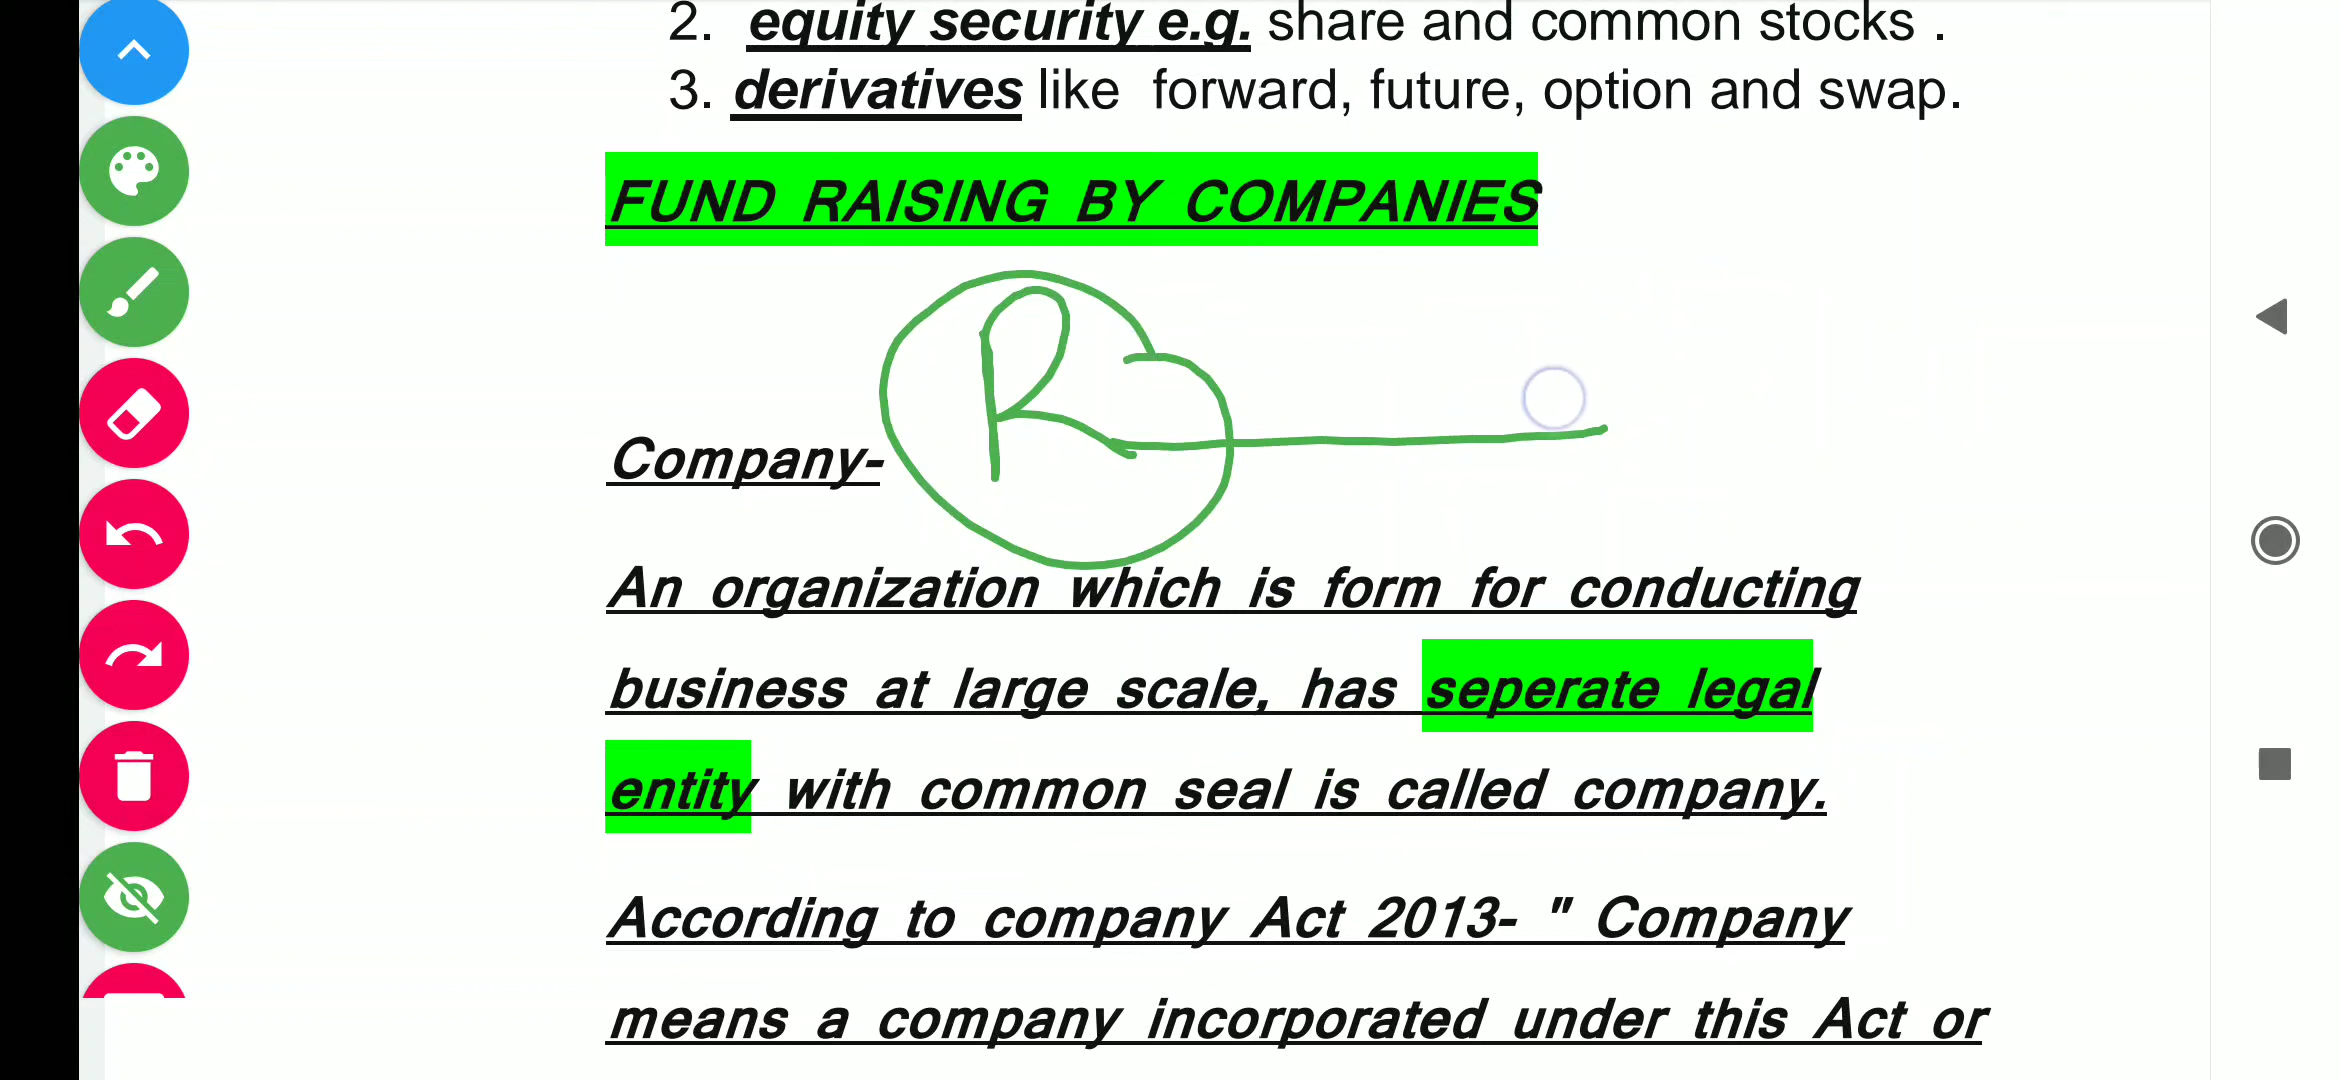 2. equity security e.g. share and common stocks .
3. derivatives like forward, future, option and swap.
FUND RAISING BY COMPANIES
R
Company-
An organization which is form for conducting
business at large scale, has seperate legal
entity with common seal is called company.
According to company Act 2013- " Company
means a company incorporated under this Act or